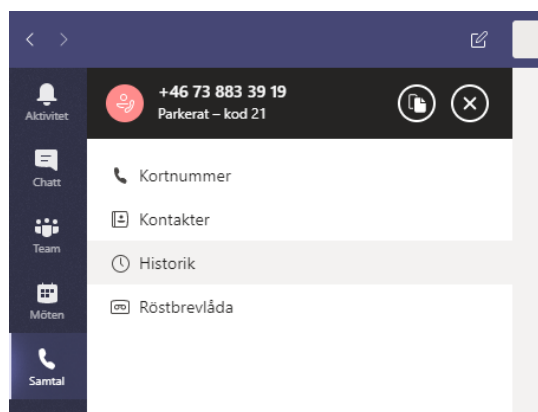 +46 73 883 39 19
Parkerat – kod 21
Aktivitet
Chatt
Team
Möten
Samtal
Kortnummer
Kontakter
Historik
Röstbrevlåda